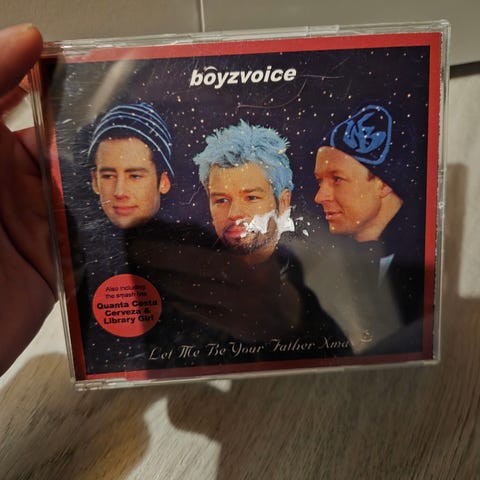 boyzvoice
Also including
the smash hits
Quanta Costa
Cerveza &
Library Girl
Let Me Be Your Father Xmas